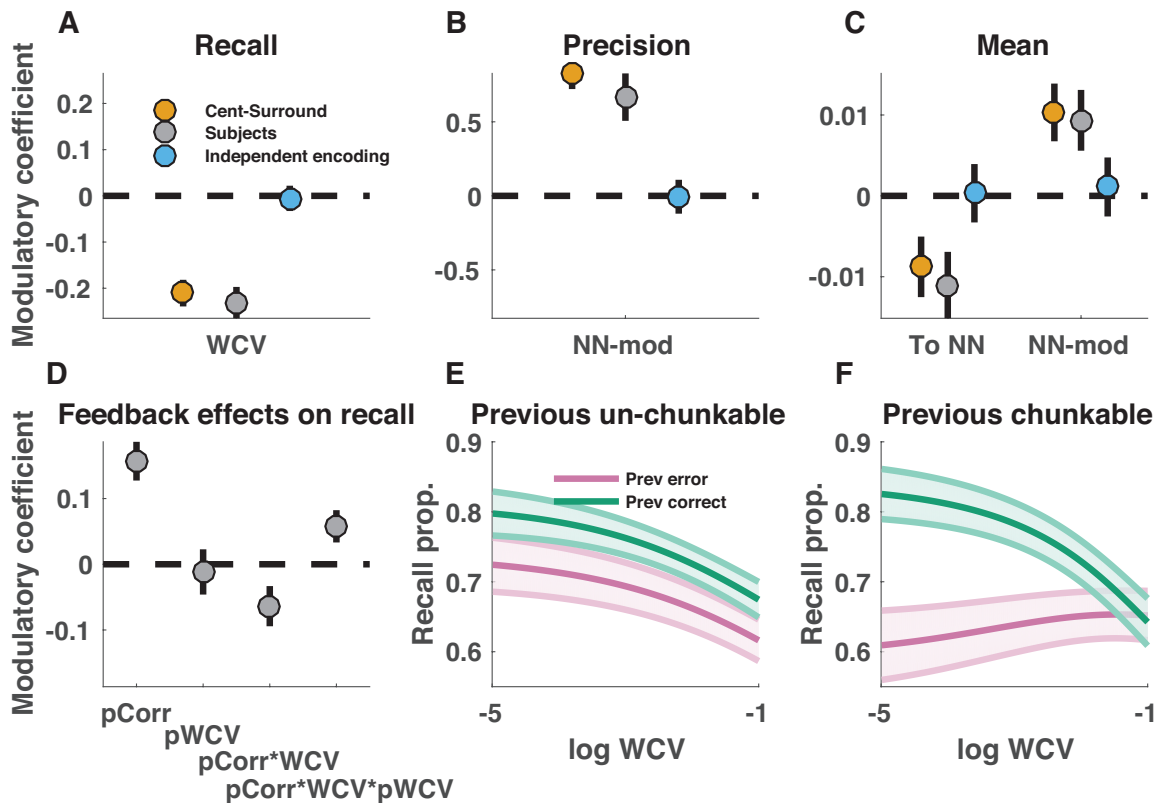 A
Recall
Modulatory coefficient
0.2
0.1
0
-0.1
-0.2
Cent-Surround
Subjects
Independent encoding
WCV
B
Precision
0.5
0
-0.5
NN-mod
C
Mean
0.01
0
-0.01
To NN
NN-mod
D
Feedback effects on recall
Modulatory coefficient
0.1
0
-0.1
pCorr
pWCV
pCorr*WCV
pCorr*WCV*pWCV
E
Previous un-chunkable
Recall prop.
0.9
0.8
0.7
0.6
Prev error
Prev correct
-5
-1
log WCV
F
Previous chunkable
Recall prop.
0.9
0.8
0.7
0.6
-5
-1
log WCV